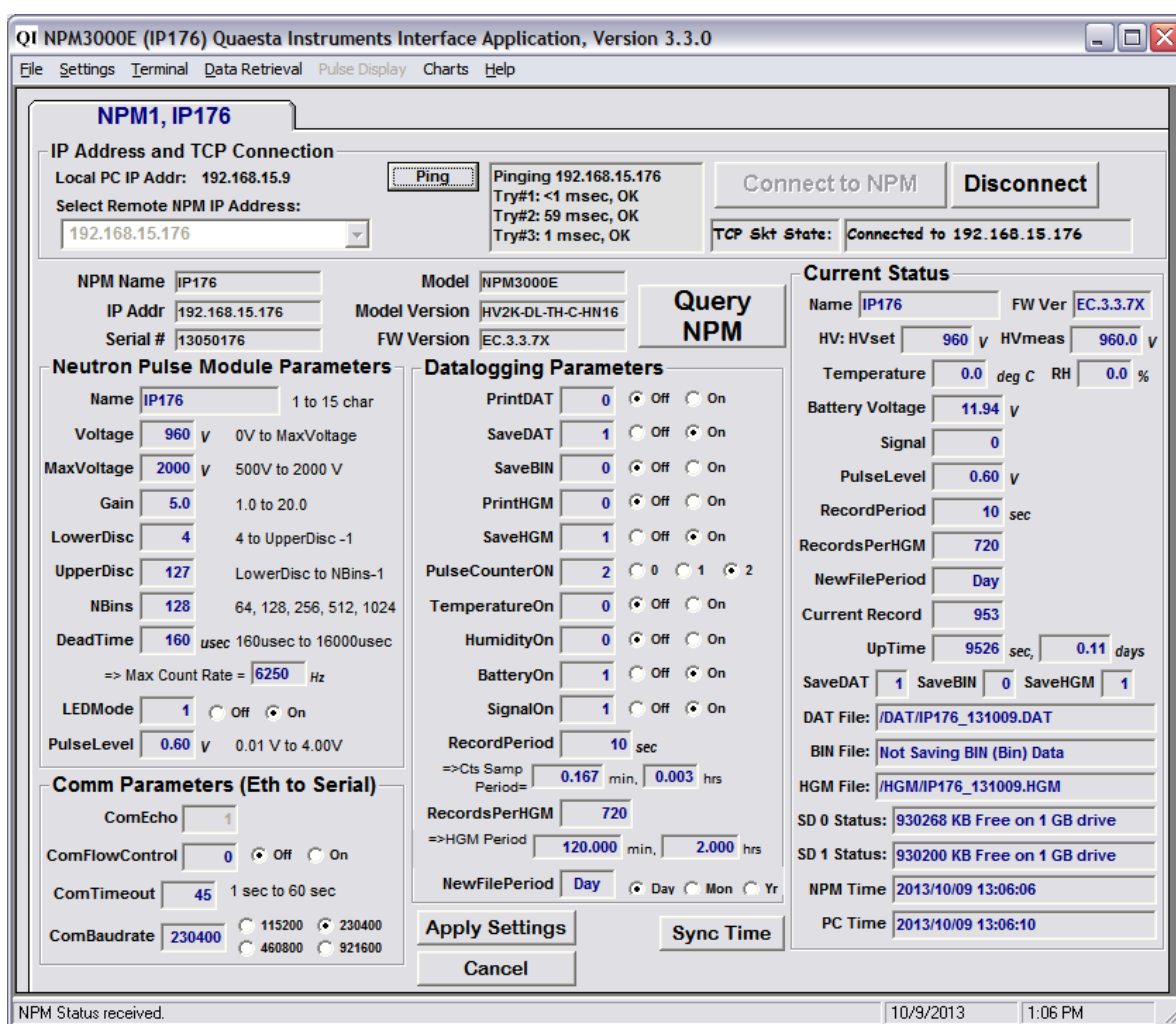 QI NPM3000E (IP176) Quaesta Instruments Interface Application, Version 3.3.0
File Settings Terminal Data Retrieval Pulse Display Charts Help
NPM1, IP176
IP Address and TCP Connection
Local PC IP Addr: 192.168.15.9
Select Remote NPM IP Address:
192.168.15.176
Ping
Pinging 192.168.15.176
Try#1: <1 msec, OK
Try#2: 59 msec, OK
Try#3: 1 msec, OK
Connect to NPM
Disconnect
TCP Skt State: Connected to 192.168.15.176
NPM Name IP176
IP Addr 192.168.15.176
Serial # 13050176
Model NPM3000E
Model Version HV2K-DL-TH-C-HN16
FW Version EC.3.3.7X
Query
NPM
Neutron Pulse Module Parameters
Name IP176 1 to 15 char
Voltage 960 V 0V to MaxVoltage
MaxVoltage 2000 V 500V to 2000 V
Gain 5.0 1.0 to 20.0
LowerDisc 4 4 to UpperDisc -1
UpperDisc 127 LowerDisc to NBins-1
NBins 128 64, 128, 256, 512, 1024
DeadTime 160 usec 160usec to 16000usec
=> Max Count Rate = 6250 Hz
LEDMode 1 Off On
PulseLevel 0.60 V 0.01 V to 4.00V
Comm Parameters (Eth to Serial)
ComEcho 1
ComFlowControl 0 Off On
ComTimeout 45 1 sec to 60 sec
ComBaudrate 230400 115200 230400
460800 921600
Datalogging Parameters
PrintDAT 0 Off On
SaveDAT 1 Off On
SaveBIN 0 Off On
PrintHGM 0 Off On
SaveHGM 1 Off On
PulseCounterON 2 0 1 2
TemperatureOn 0 Off On
HumidityOn 0 Off On
BatteryOn 1 Off On
SignalOn 1 Off On
RecordPeriod 10 sec
=>Cts Samp
Period= 0.167 min, 0.003 hrs
RecordsPerHGM 720
=>HGM Period 120.000 min, 2.000 hrs
NewFilePeriod Day Day Mon Yr
Apply Settings
Sync Time
Cancel
Current Status
Name IP176 FW Ver EC.3.3.7X
HV: HVset 960 V HVmeas 960.0 V
Temperature 0.0 deg C RH 0.0 %
Battery Voltage 11.94 V
Signal 0
PulseLevel 0.60 V
RecordPeriod 10 sec
RecordsPerHGM 720
NewFilePeriod Day
Current Record 953
UpTime 9526 sec, 0.11 days
SaveDAT 1 SaveBIN 0 SaveHGM 1
DAT File: /DAT/IP176_131009.DAT
BIN File: Not Saving BIN (Bin) Data
HGM File: /HGM/IP176_131009.HGM
SD 0 Status: 930268 KB Free on 1 GB drive
SD 1 Status: 930200 KB Free on 1 GB drive
NPM Time 2013/10/09 13:06:06
PC Time 2013/10/09 13:06:10
NPM Status received. 10/9/2013 1:06 PM